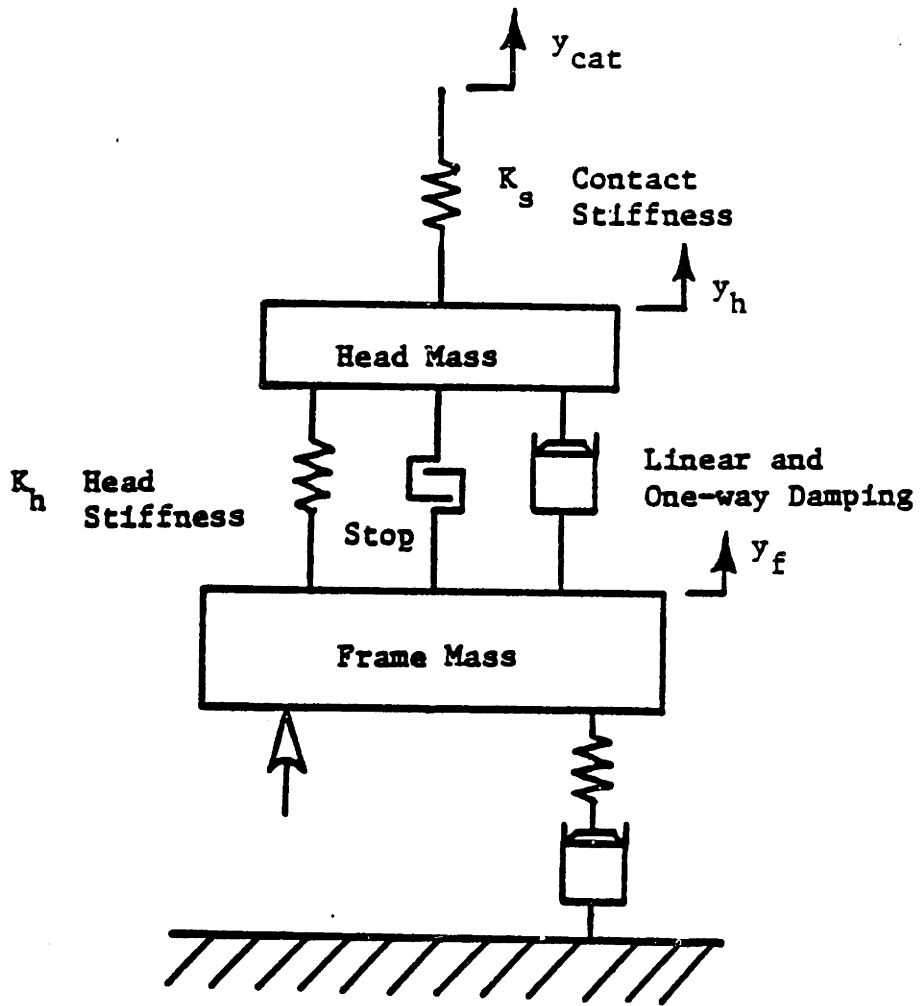 y_cat
K_s Contact
Stiffness
y_h
Head Mass
K_h Head
Stiffness
Linear and
One-way Damping
Stop
y_f
Frame Mass